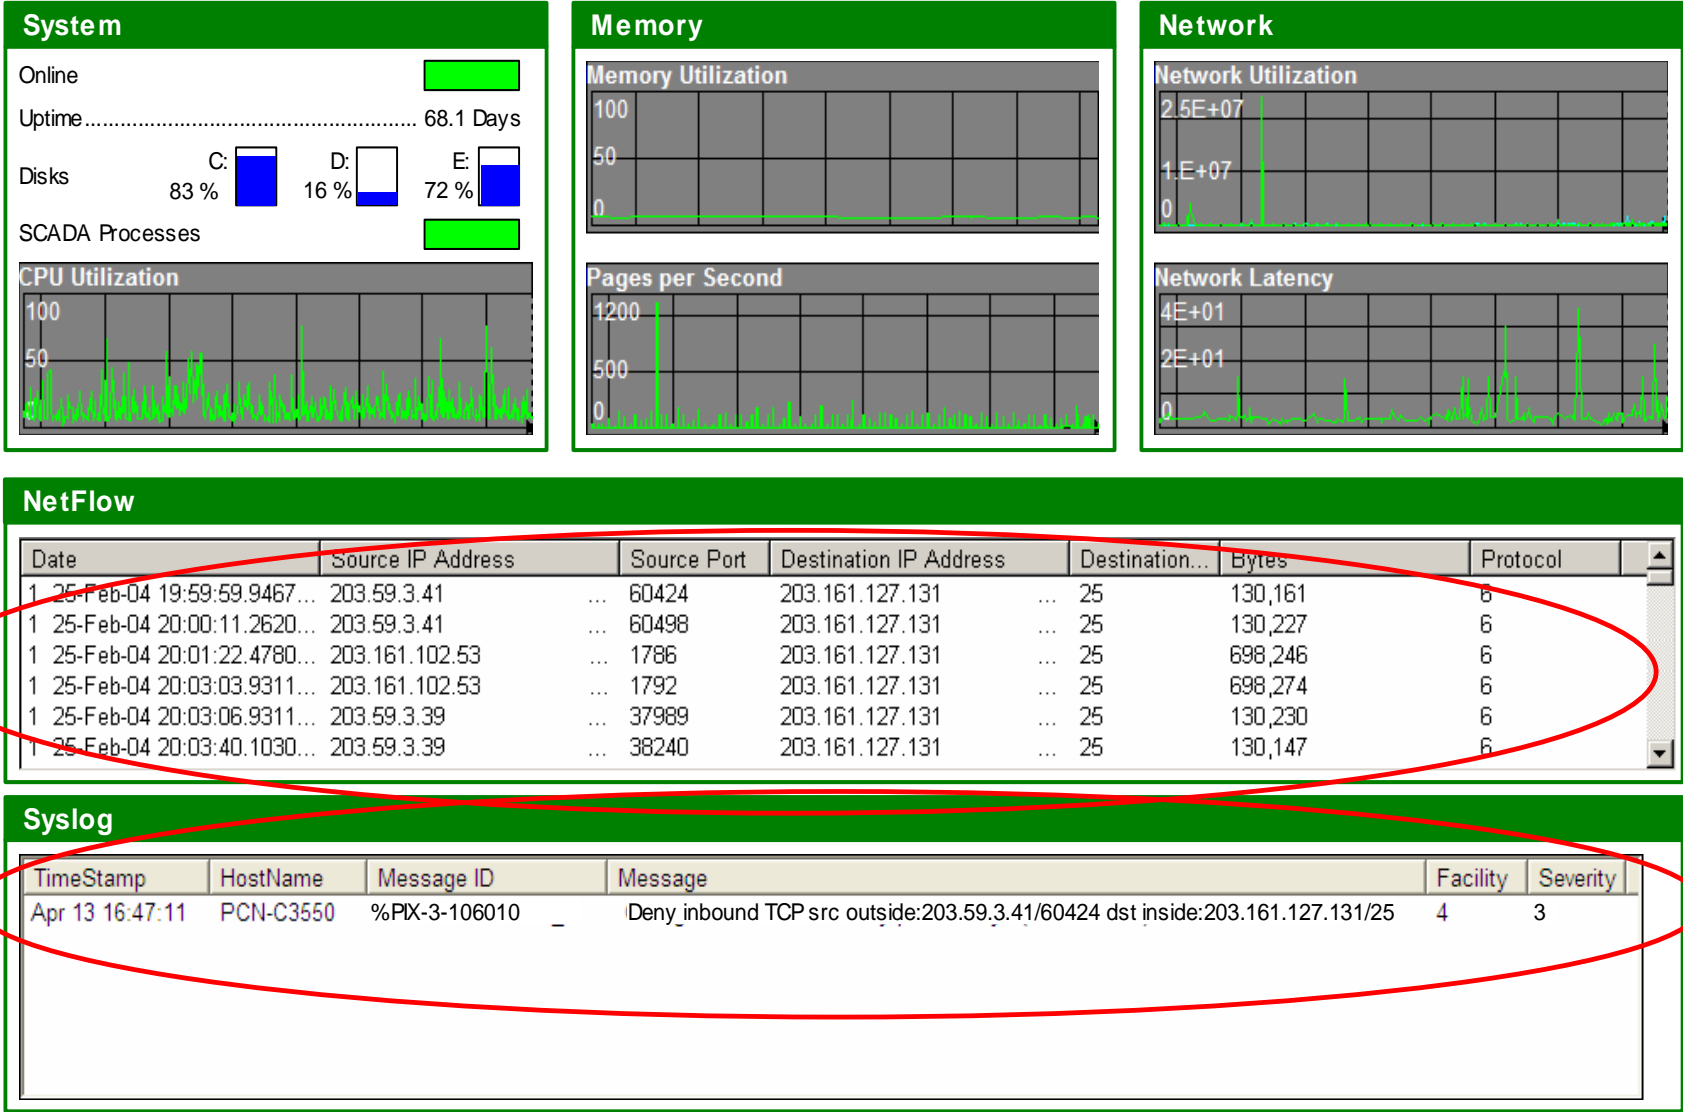 System
Online
Uptime........................................................ 68.1 Days
C: D: E:
Disks 83 % 16 % 72 %
SCADA Processes
CPU Utilization
100
50
0
Memory
Memory Utilization
100
50
0
Pages per Second
1200
500
0
Network
Network Utilization
2.5E+07
1.E+07
0
Network Latency
4E+01
2E+01
0
NetFlow
Date Source IP Address Source Port Destination IP Address Destination... Bytes Protocol
1 25-Feb-04 19:59:59.9467... 203.59.3.41 ... 60424 203.161.127.131 ... 25 130,161 6
1 25-Feb-04 20:00:11.2620... 203.59.3.41 ... 60498 203.161.127.131 ... 25 130,227 6
1 25-Feb-04 20:01:22.4780... 203.161.102.53 ... 1786 203.161.127.131 ... 25 698,246 6
1 25-Feb-04 20:03:03.9311... 203.161.102.53 ... 1792 203.161.127.131 ... 25 698,274 6
1 25-Feb-04 20:03:06.9311... 203.59.3.39 ... 37989 203.161.127.131 ... 25 130,230 6
1 25-Feb-04 20:03:40.1030... 203.59.3.39 ... 38240 203.161.127.131 ... 25 130,147 6
Syslog
TimeStamp HostName Message ID Message Facility Severity
Apr 13 16:47:11 PCN-C3550 %PIX-3-106010 Deny inbound TCP src outside:203.59.3.41/60424 dst inside:203.161.127.131/25 4 3